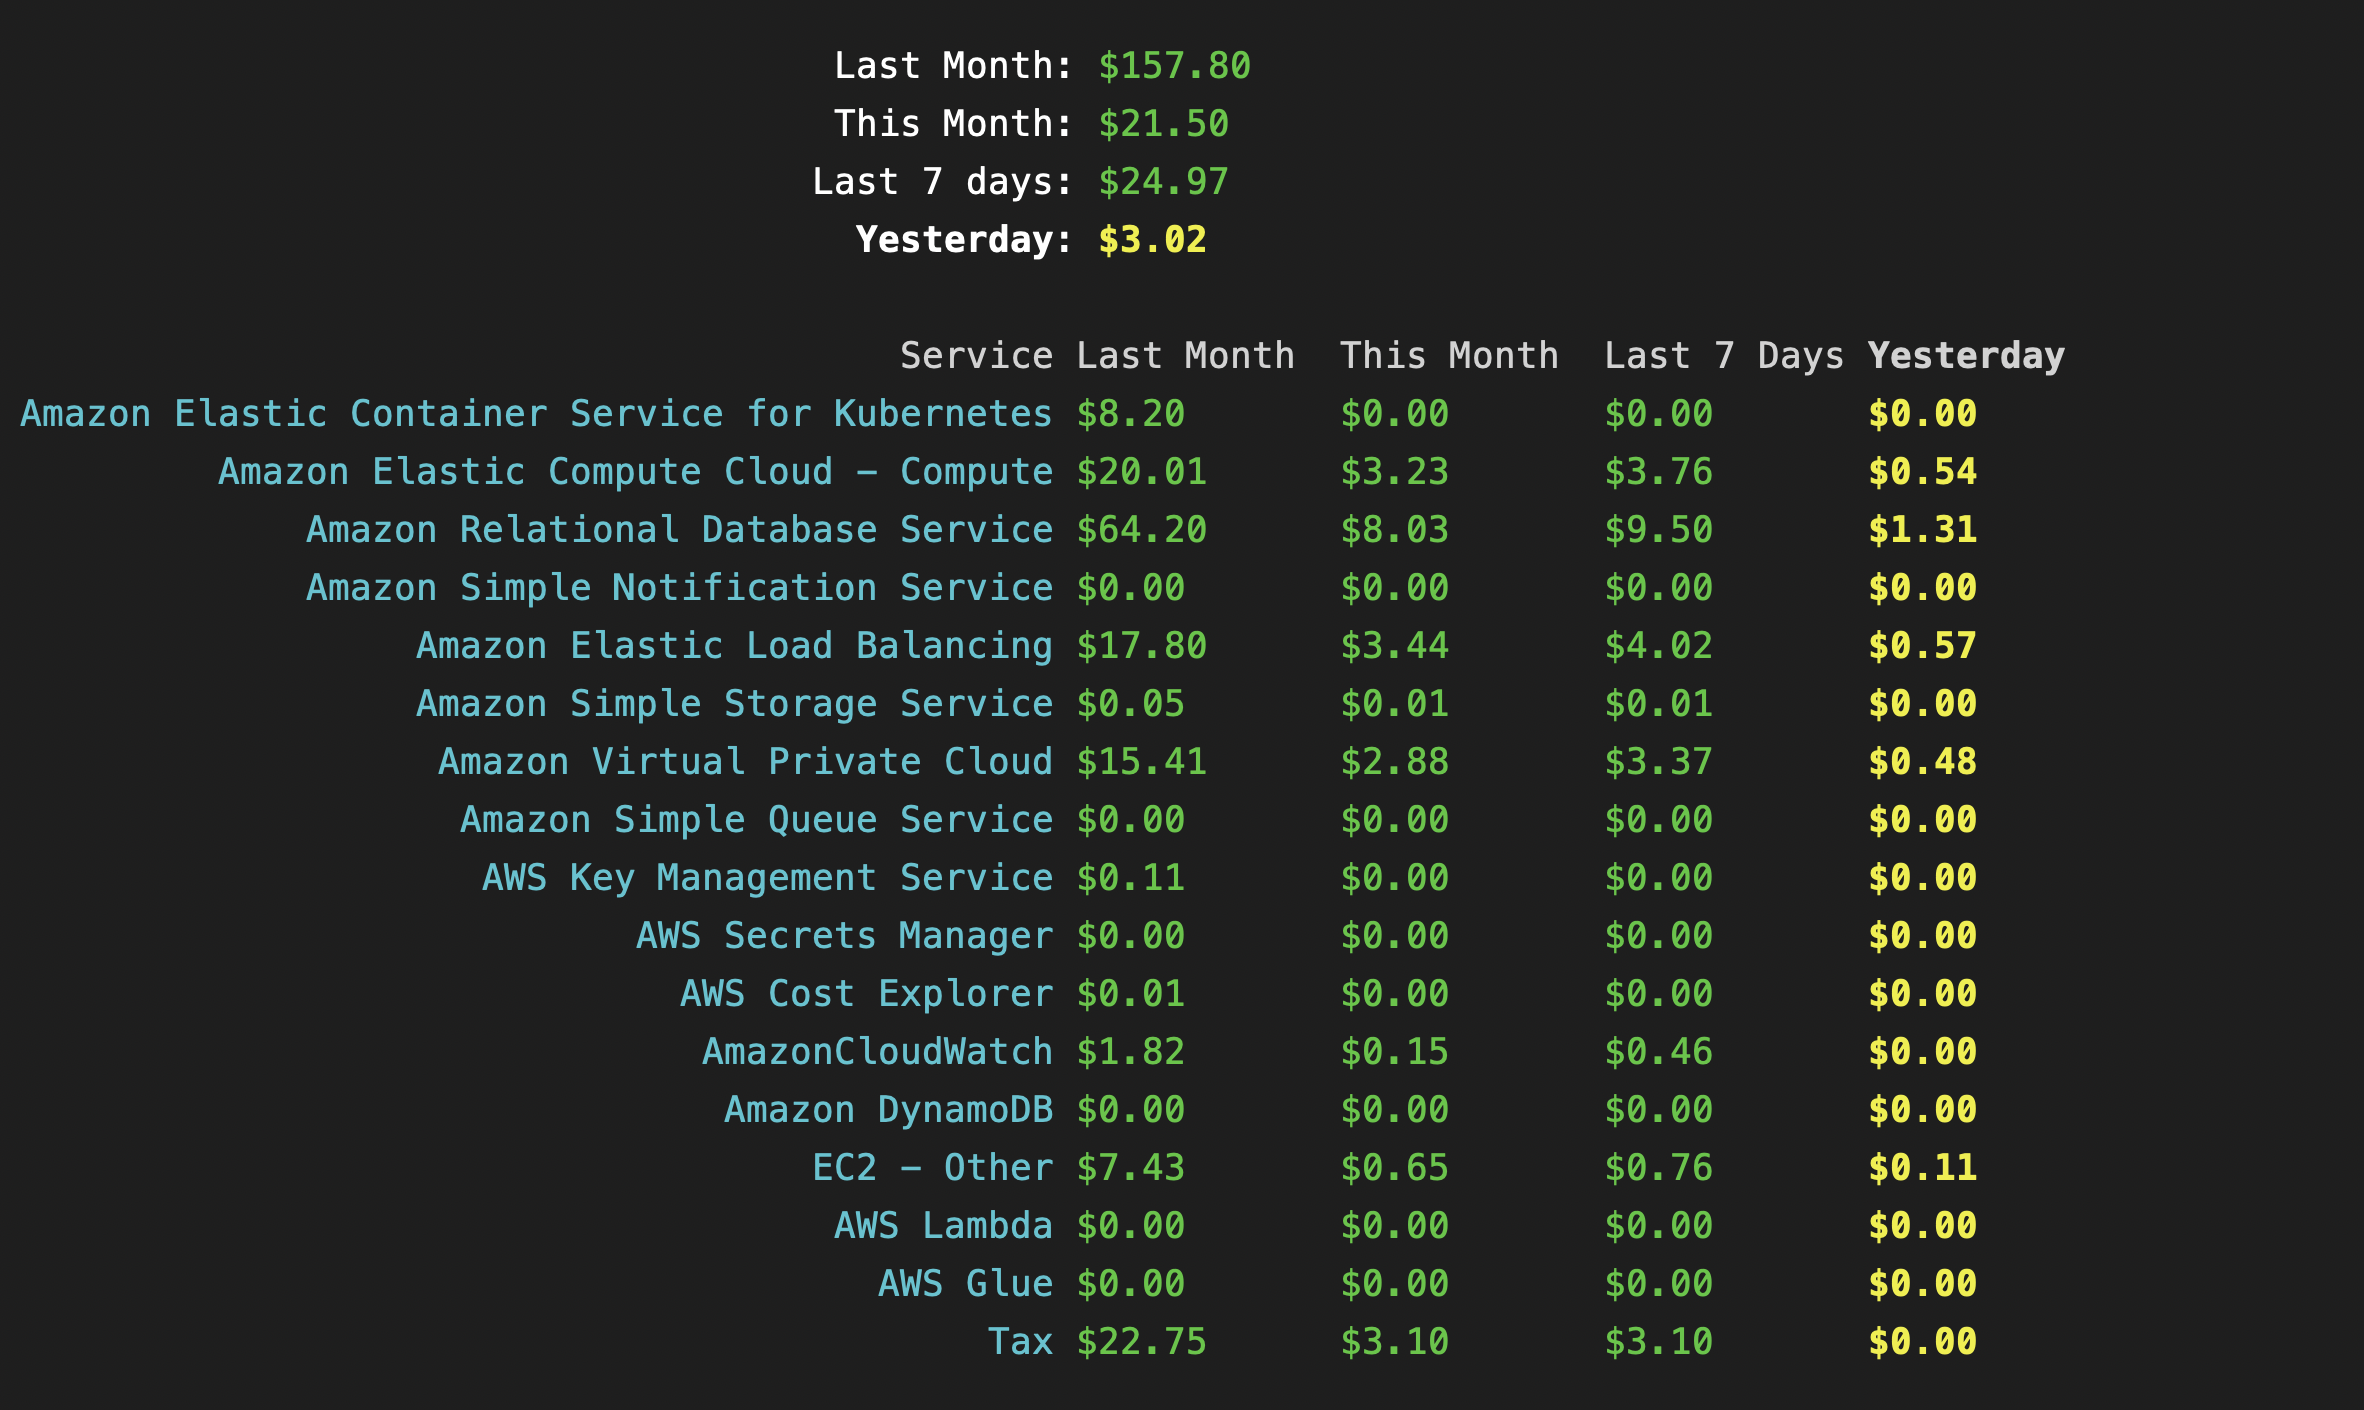 Last Month: $157.80
This Month: $21.50
Last 7 days: $24.97
Yesterday: $3.02
Service Last Month This Month Last 7 Days Yesterday
Amazon Elastic Container Service for Kubernetes $8.20 $0.00 $0.00 $0.00
Amazon Elastic Compute Cloud - Compute $20.01 $3.23 $3.76 $0.54
Amazon Relational Database Service $64.20 $8.03 $9.50 $1.31
Amazon Simple Notification Service $0.00 $0.00 $0.00 $0.00
Amazon Elastic Load Balancing $17.80 $3.44 $4.02 $0.57
Amazon Simple Storage Service $0.05 $0.01 $0.01 $0.00
Amazon Virtual Private Cloud $15.41 $2.88 $3.37 $0.48
Amazon Simple Queue Service $0.00 $0.00 $0.00 $0.00
AWS Key Management Service $0.11 $0.00 $0.00 $0.00
AWS Secrets Manager $0.00 $0.00 $0.00 $0.00
AWS Cost Explorer $0.01 $0.00 $0.00 $0.00
AmazonCloudWatch $1.82 $0.15 $0.46 $0.00
Amazon DynamoDB $0.00 $0.00 $0.00 $0.00
EC2 - Other $7.43 $0.65 $0.76 $0.11
AWS Lambda $0.00 $0.00 $0.00 $0.00
AWS Glue $0.00 $0.00 $0.00 $0.00
Tax $22.75 $3.10 $3.10 $0.00